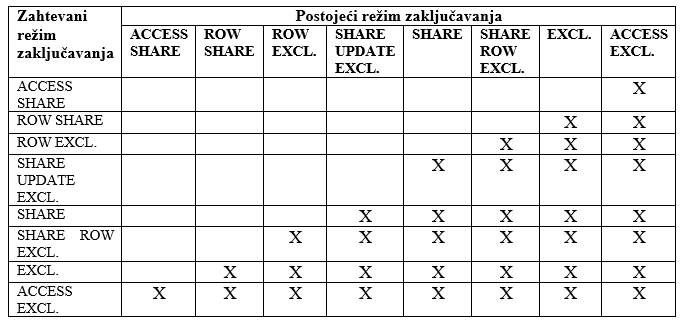 Zahtevani
režim
zaključavanja
Postojeći režim zaključavanja
ACCESS
SHARE
ROW
SHARE
ROW
EXCL.
SHARE
UPDATE
EXCL.
SHARE
SHARE
ROW
EXCL.
EXCL.
ACCESS
EXCL.
ACCESS
SHARE
X
ROW SHARE X X
ROW EXCL. X X X
SHARE
UPDATE
EXCL.
X X X X
SHARE X X X X X
SHARE ROW
EXCL.
X X X X X X
EXCL. X X X X X X X
ACCESS
EXCL.
X X X X X X X X